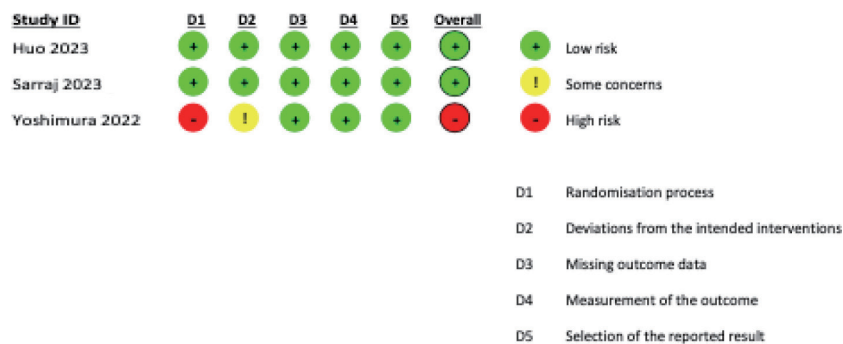 Study ID D1 D2 D3 D4 D5 Overall
Huo 2023 + + + + + + + Low risk
Sarraj 2023 + + + + + + ! Some concerns
Yoshimura 2022 - ! + + + - - High risk
D1 Randomisation process
D2 Deviations from the intended interventions
D3 Missing outcome data
D4 Measurement of the outcome
D5 Selection of the reported result